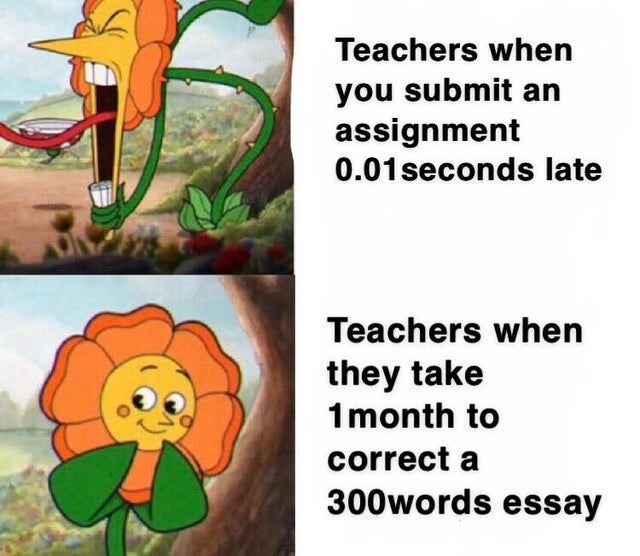 Teachers when
you submit an
assignment
0.01seconds late
Teachers when
they take
1month to
correct a
300words essay